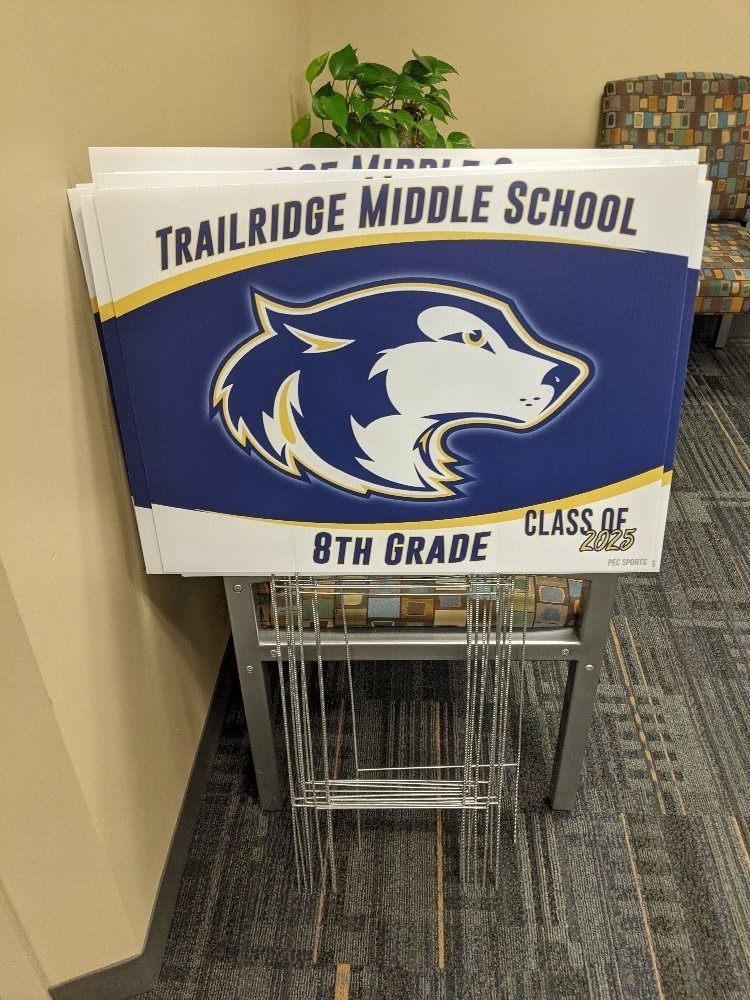 TRAILRIDGE MIDDLE SCHOOL
8TH GRADE
CLASS OF
2025
PEC SPORTS